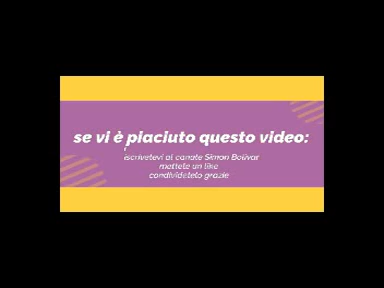 se vi è piaciuto questo video:
iscrivetevi al canale Simon Bolivar
mettete un like
condividetelo grazie